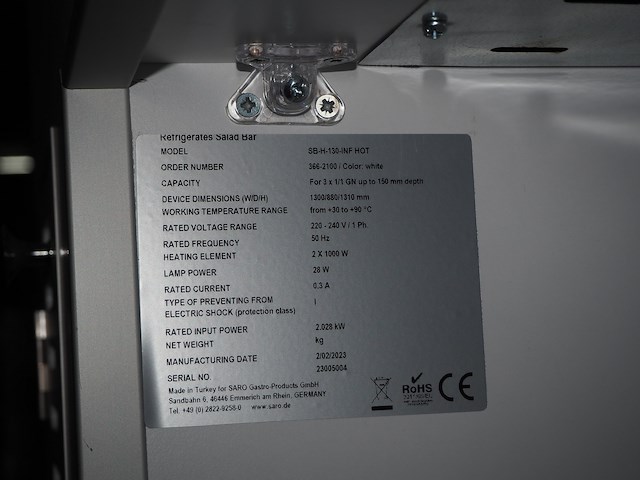 Refrigerates Salad Bar
MODEL SB-H-130-INF HOT
ORDER NUMBER 366-2100 / Color: white
CAPACITY For 3 x 1/1 GN up to 150 mm depth
DEVICE DIMENSIONS (W/D/H) 1300/880/1310 mm
WORKING TEMPERATURE RANGE from +30 to +90 °C
RATED VOLTAGE RANGE 220 - 240 V / 1 Ph.
RATED FREQUENCY 50 Hz
HEATING ELEMENT 2 X 1000 W
LAMP POWER 28 W
RATED CURRENT 0.3 A
TYPE OF PREVENTING FROM I
ELECTRIC SHOCK (protection class)
RATED INPUT POWER 2.028 kW
NET WEIGHT kg
MANUFACTURING DATE 2/02/2023
SERIAL NO. 23005004
Made in Turkey for SARO Gastro-Products GmbH
Sandbahn 6, 46446 Emmerich am Rhein, GERMANY
Tel. +49 (0) 2822-9258-0 www.saro.de
RoHS
CE